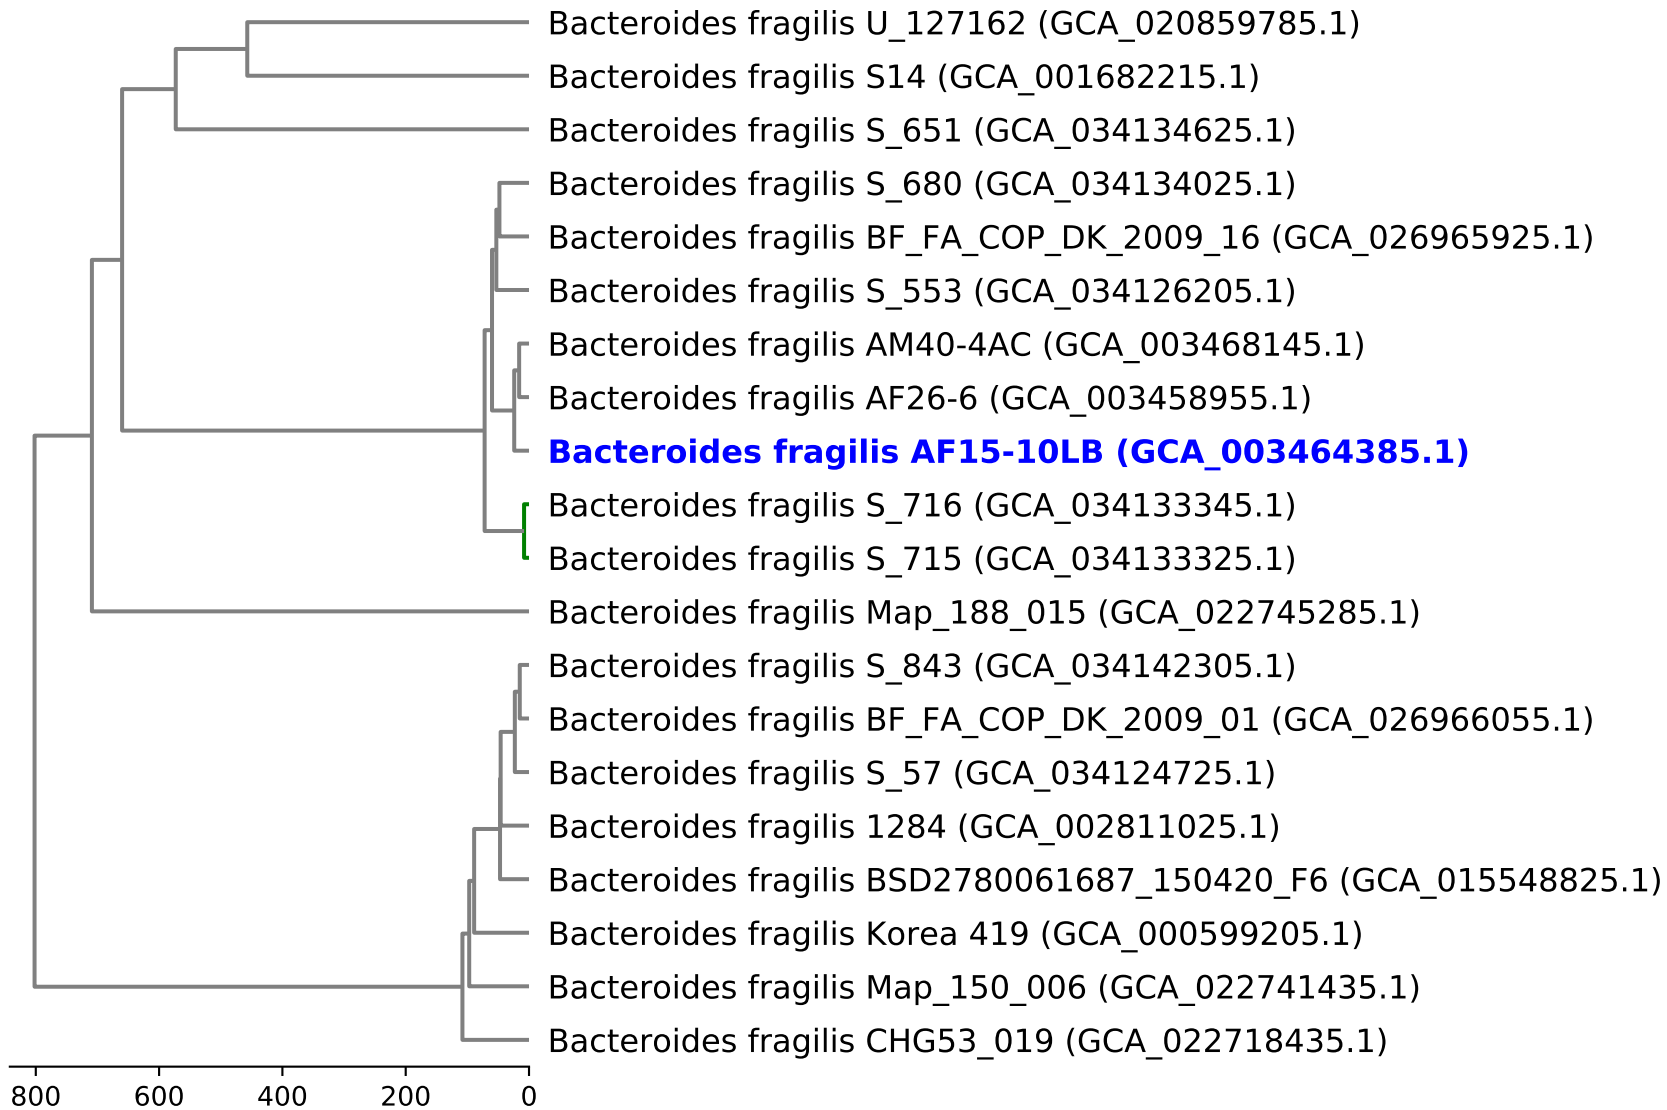 Bacteroides fragilis U_127162 (GCA_020859785.1)
Bacteroides fragilis S14 (GCA_001682215.1)
Bacteroides fragilis S_651 (GCA_034134625.1)
Bacteroides fragilis S_680 (GCA_034134025.1)
Bacteroides fragilis BF_FA_COP_DK_2009_16 (GCA_026965925.1)
Bacteroides fragilis S_553 (GCA_034126205.1)
Bacteroides fragilis AM40-4AC (GCA_003468145.1)
Bacteroides fragilis AF26-6 (GCA_003458955.1)
Bacteroides fragilis AF15-10LB (GCA_003464385.1)
Bacteroides fragilis S_716 (GCA_034133345.1)
Bacteroides fragilis S_715 (GCA_034133325.1)
Bacteroides fragilis Map_188_015 (GCA_022745285.1)
Bacteroides fragilis S_843 (GCA_034142305.1)
Bacteroides fragilis BF_FA_COP_DK_2009_01 (GCA_026966055.1)
Bacteroides fragilis S_57 (GCA_034124725.1)
Bacteroides fragilis 1284 (GCA_002811025.1)
Bacteroides fragilis BSD2780061687_150420_F6 (GCA_015548825.1)
Bacteroides fragilis Korea 419 (GCA_000599205.1)
Bacteroides fragilis Map_150_006 (GCA_022741435.1)
Bacteroides fragilis CHG53_019 (GCA_022718435.1)
800 600 400 200 0